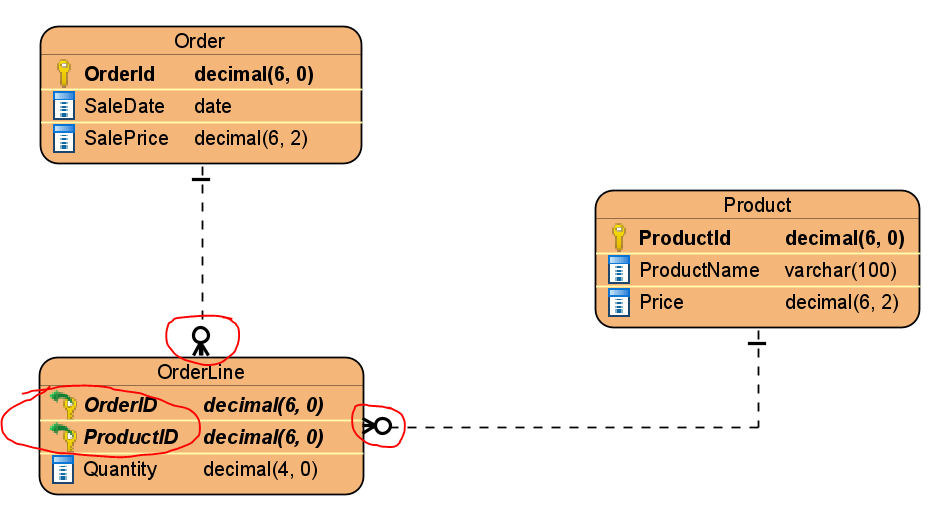 Order
OrderId decimal(6, 0)
SaleDate date
SalePrice decimal(6, 2)
Product
ProductId decimal(6, 0)
ProductName varchar(100)
Price decimal(6, 2)
OrderLine
OrderID decimal(6, 0)
ProductID decimal(6, 0)
Quantity decimal(4, 0)